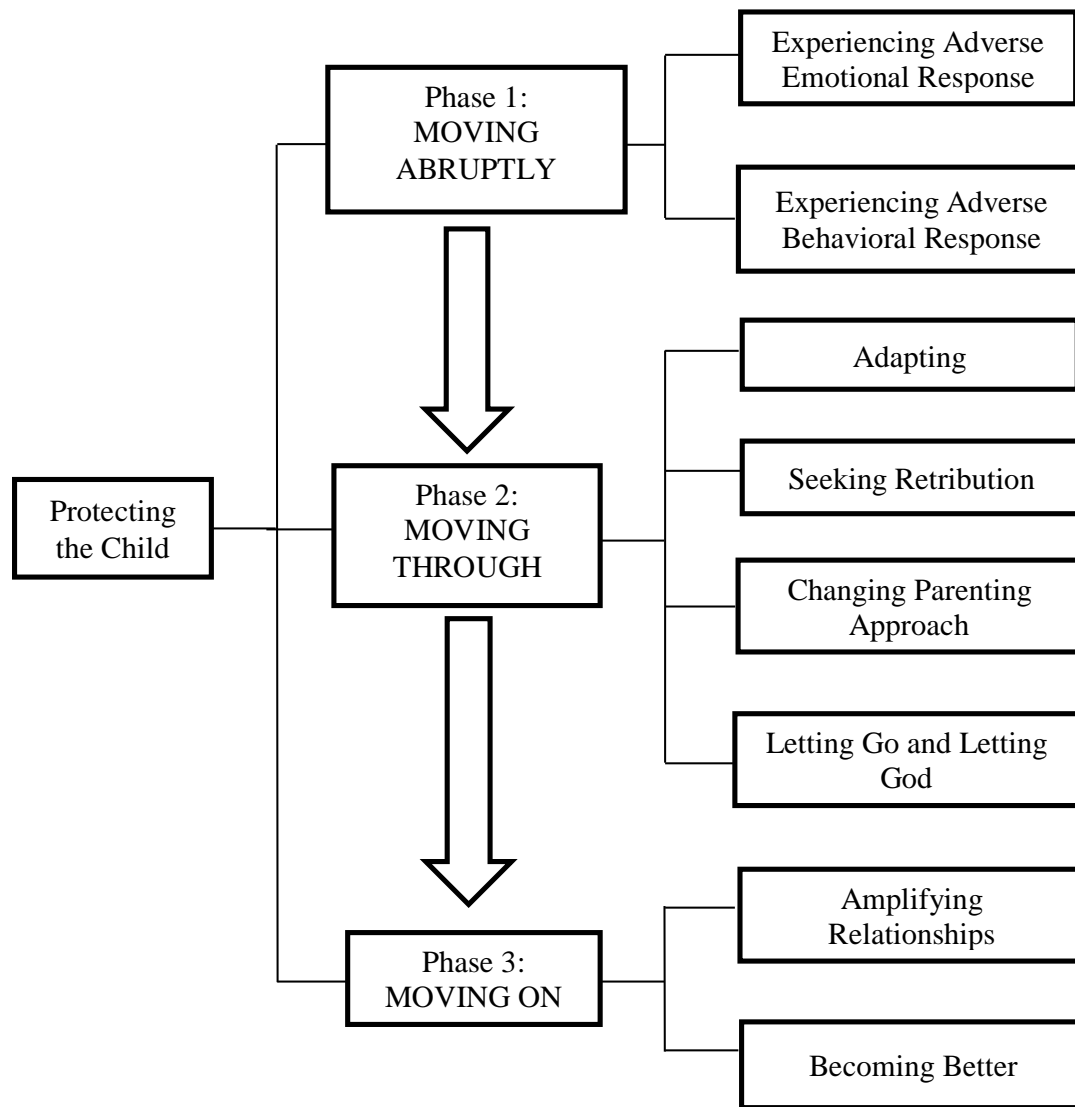 Protecting
the Child
Phase 1:
MOVING
ABRUPTLY
Experiencing Adverse
Emotional Response
Experiencing Adverse
Behavioral Response
Phase 2:
MOVING
THROUGH
Adapting
Seeking Retribution
Changing Parenting
Approach
Letting Go and Letting
God
Phase 3:
MOVING ON
Amplifying
Relationships
Becoming Better